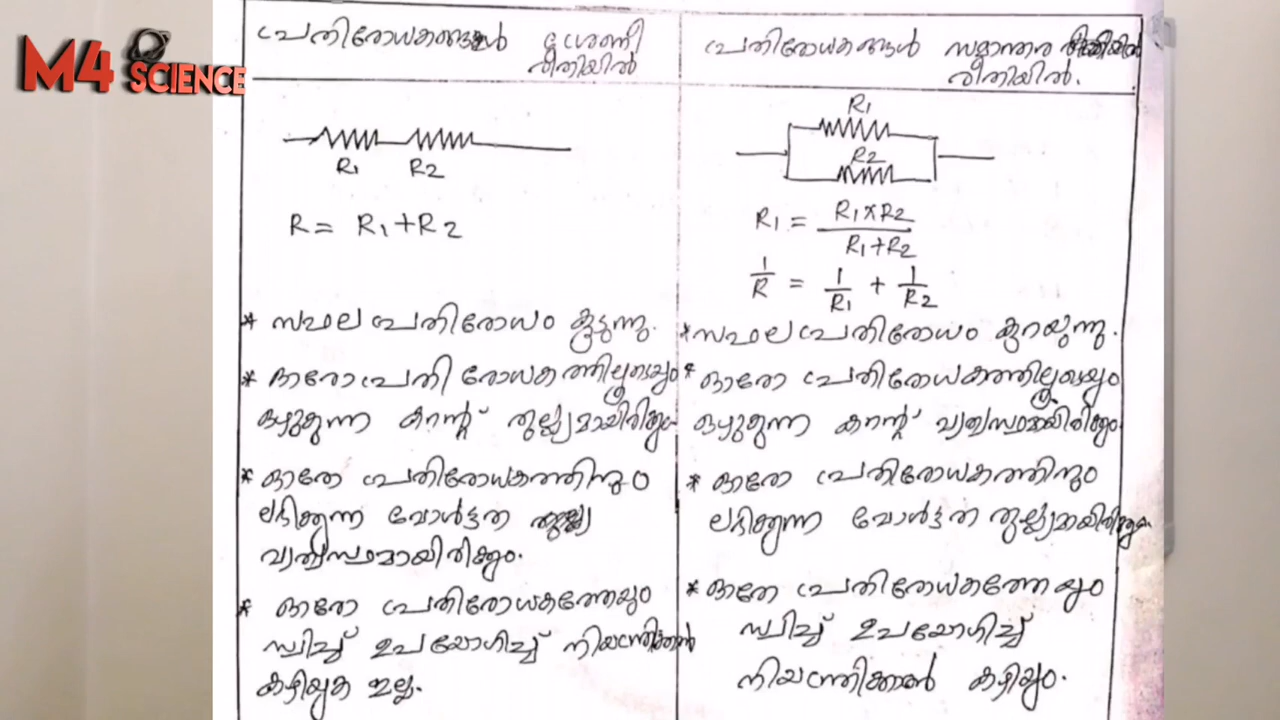 M4 SCIENCE
പ്രതിരോധകങ്ങൾ ശ്രേണീ
രീതിയിൽ
R1 R2
R = R1+R2
* സഫല പ്രതിരോധം കൂടുന്നു.
* ഓരോ പ്രതിരോധകത്തിലൂടെയും
ഒഴുകുന്ന കറന്റ് തുല്യമായിരിക്കും
* ഓരോ പ്രതിരോധകത്തിനും
ലഭിക്കുന്ന വോൾട്ടത
വ്യത്യസ്ഥമായിരിക്കും.
* ഓരോ പ്രതിരോധകത്തേയും
സ്വിച്ച് ഉപയോഗിച്ച് നിയന്ത്രിക്കാൻ
കഴിയുക ഇല്ല.
പ്രതിരോധകങ്ങൾ സമാന്തര
രീതിയിൽ.
R1
R2
R1 = R1×R2 / R1+R2
1/R = 1/R1 + 1/R2
* സഫല പ്രതിരോധം കുറയുന്നു.
* ഓരോ പ്രതിരോധകത്തിലൂടെയും
ഒഴുകുന്ന കറന്റ് വ്യത്യസ്ഥമായിരിക്കും
* ഓരോ പ്രതിരോധകത്തിനും
ലഭിക്കുന്ന വോൾട്ടത തുല്യമായിരിക്കും
* ഓരോ പ്രതിരോധകത്തേയും
സ്വിച്ച് ഉപയോഗിച്ച്
നിയന്ത്രിക്കാൻ കഴിയും.